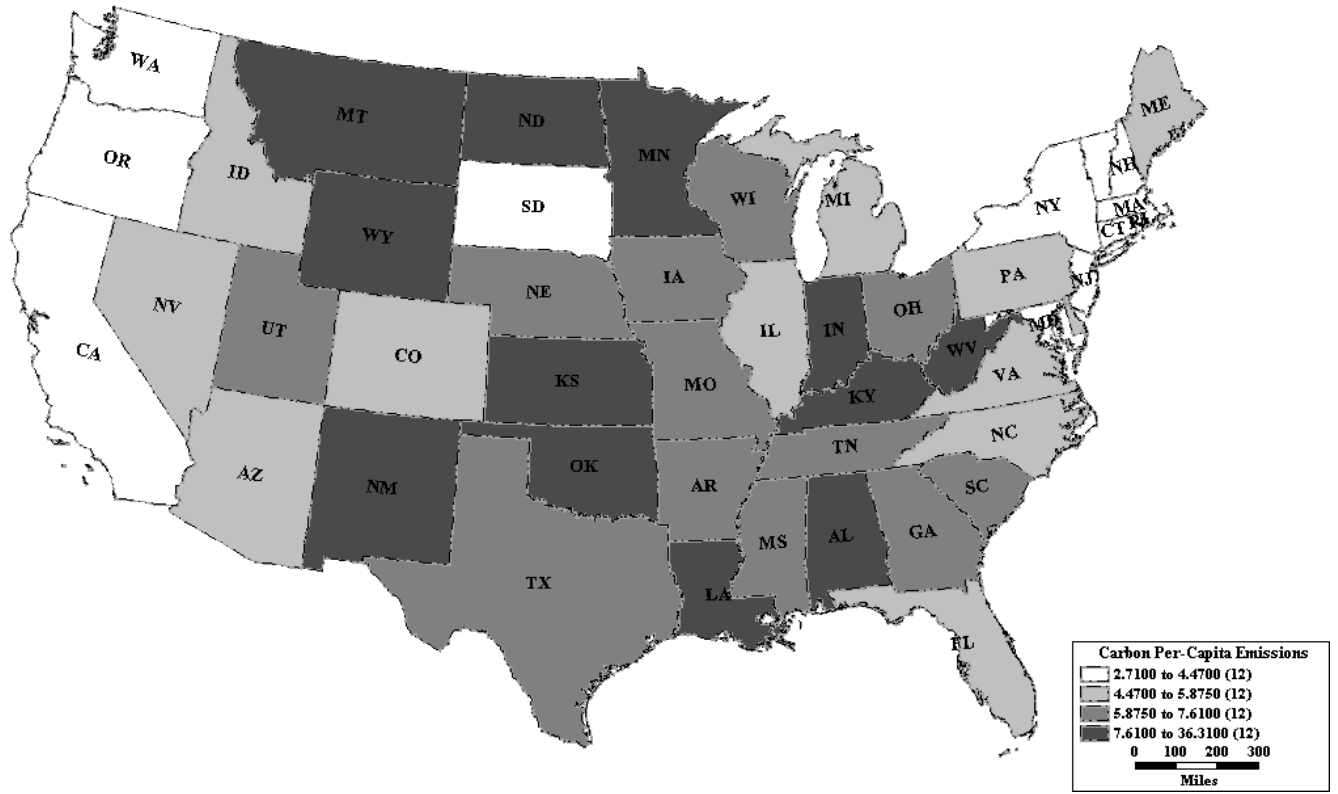 WA
MT
ND
MN
ME
OR
ID
SD
WI
MI
NH
NY
MA
CT
RI
WY
IA
PA
NJ
NE
OH
NV
UT
IL
IN
MD
CA
CO
WV
VA
KS
MO
KY
NC
TN
AZ
NM
OK
AR
SC
MS
AL
GA
TX
LA
FL
Carbon Per-Capita Emissions
2.7100 to 4.4700 (12)
4.4700 to 5.8750 (12)
5.8750 to 7.6100 (12)
7.6100 to 36.3100 (12)
0 100 200 300
Miles